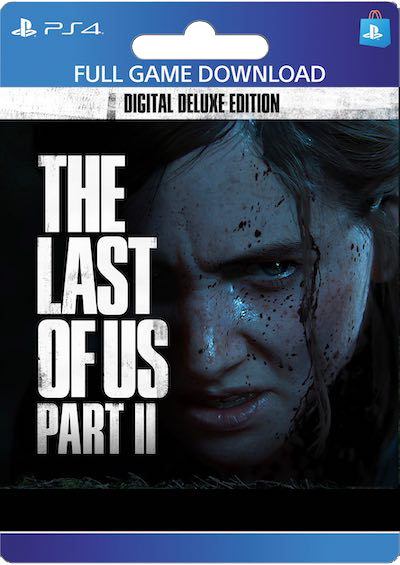 PS4
FULL GAME DOWNLOAD
DIGITAL DELUXE EDITION
THE
LAST
OF US
PART II